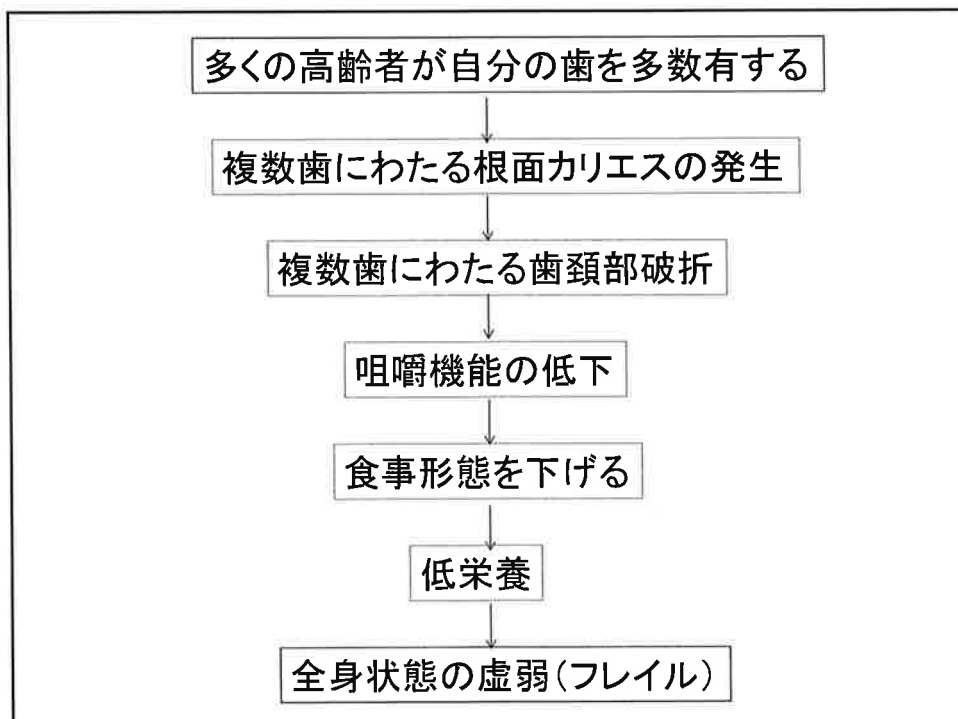 多くの高齢者が自分の歯を多数有する
複数歯にわたる根面カリエスの発生
複数歯にわたる歯頚部破折
咀嚼機能の低下
食事形態を下げる
低栄養
全身状態の虚弱（フレイル）